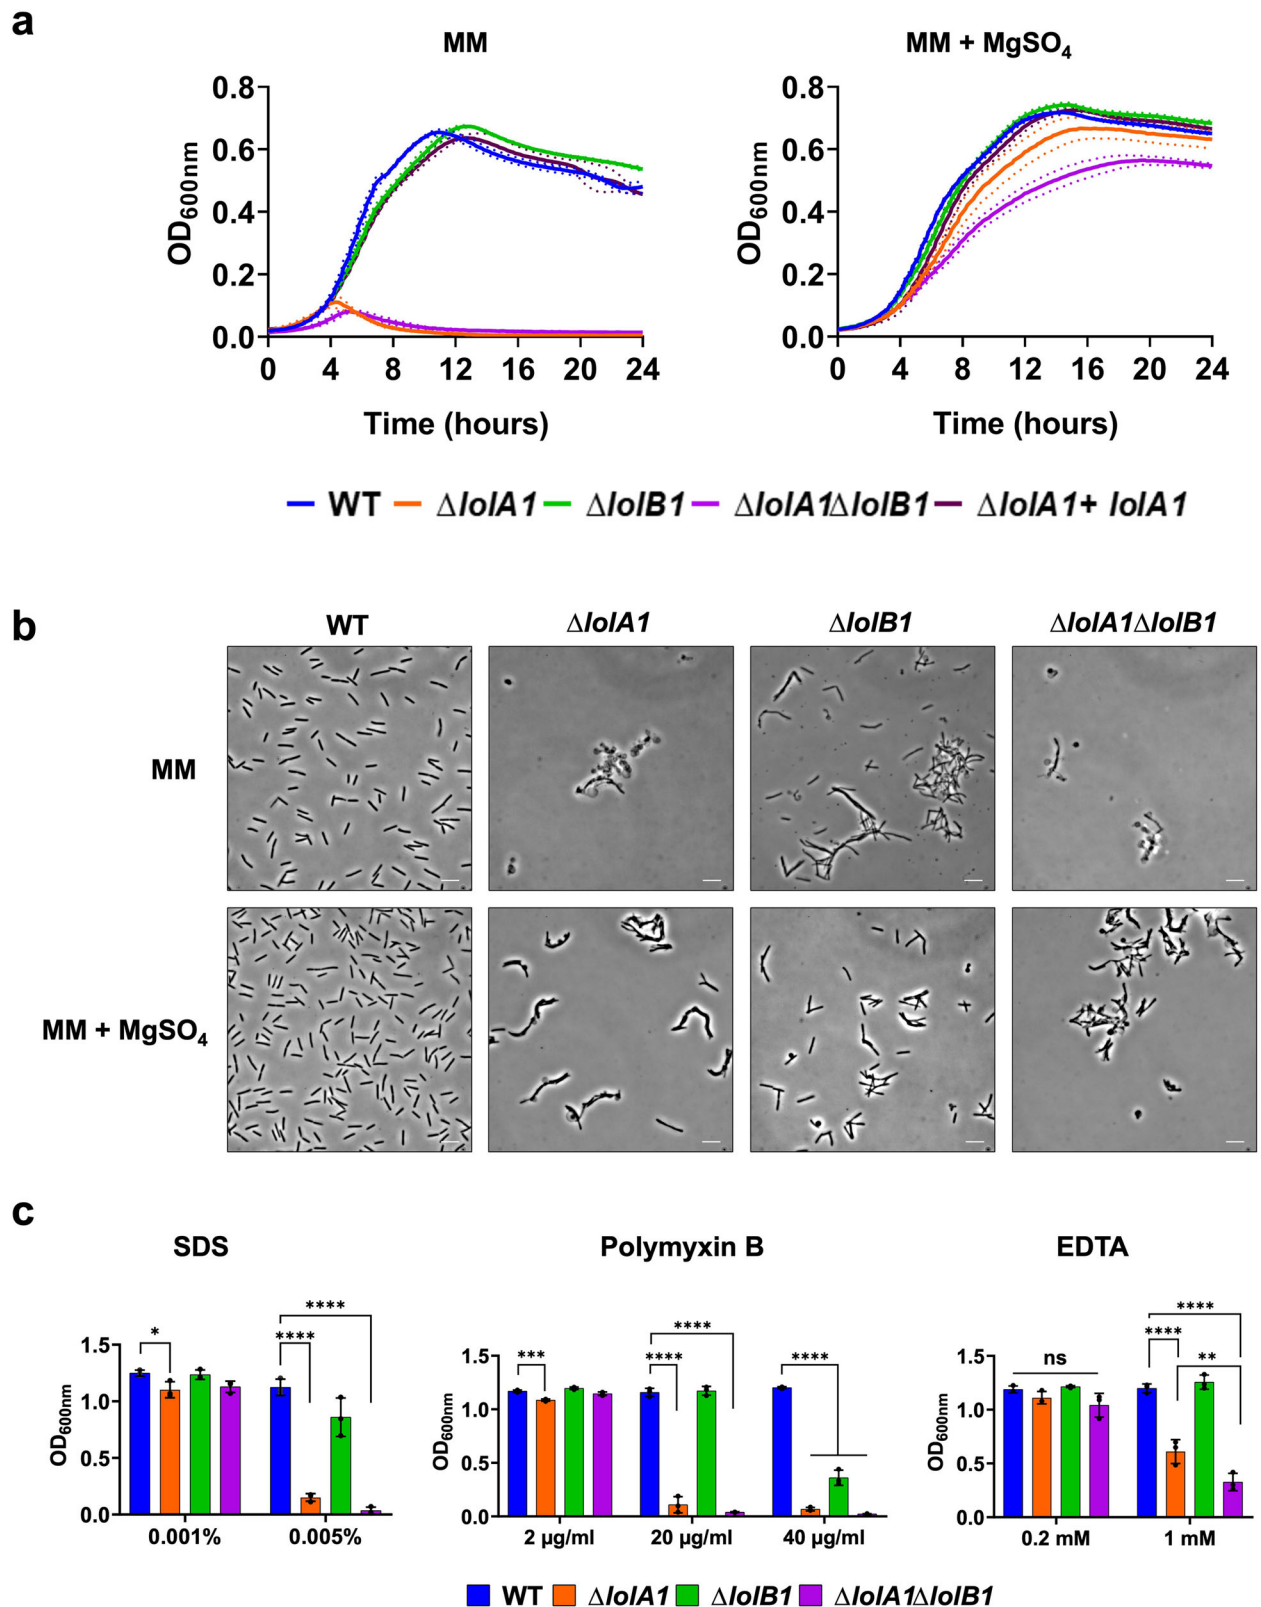 a
MM
MM + MgSO₄
0.8
0.6
0.4
0.2
0.0
OD600nm
0 4 8 12 16 20 24
Time (hours)
0.8
0.6
0.4
0.2
0.0
OD600nm
0 4 8 12 16 20 24
Time (hours)
WT ΔlolA1 ΔlolB1 ΔlolA1ΔlolB1 ΔlolA1+ lolA1
b
WT ΔlolA1 ΔlolB1 ΔlolA1ΔlolB1
MM
MM + MgSO₄
c
SDS
Polymyxin B
EDTA
1.5
1.0
0.5
0.0
OD600nm
*
****
****
0.001% 0.005%
1.5
1.0
0.5
0.0
OD600nm
***
****
****
****
2 µg/ml 20 µg/ml 40 µg/ml
1.5
1.0
0.5
0.0
OD600nm
ns
****
****
**
0.2 mM 1 mM
WT ΔlolA1 ΔlolB1 ΔlolA1ΔlolB1